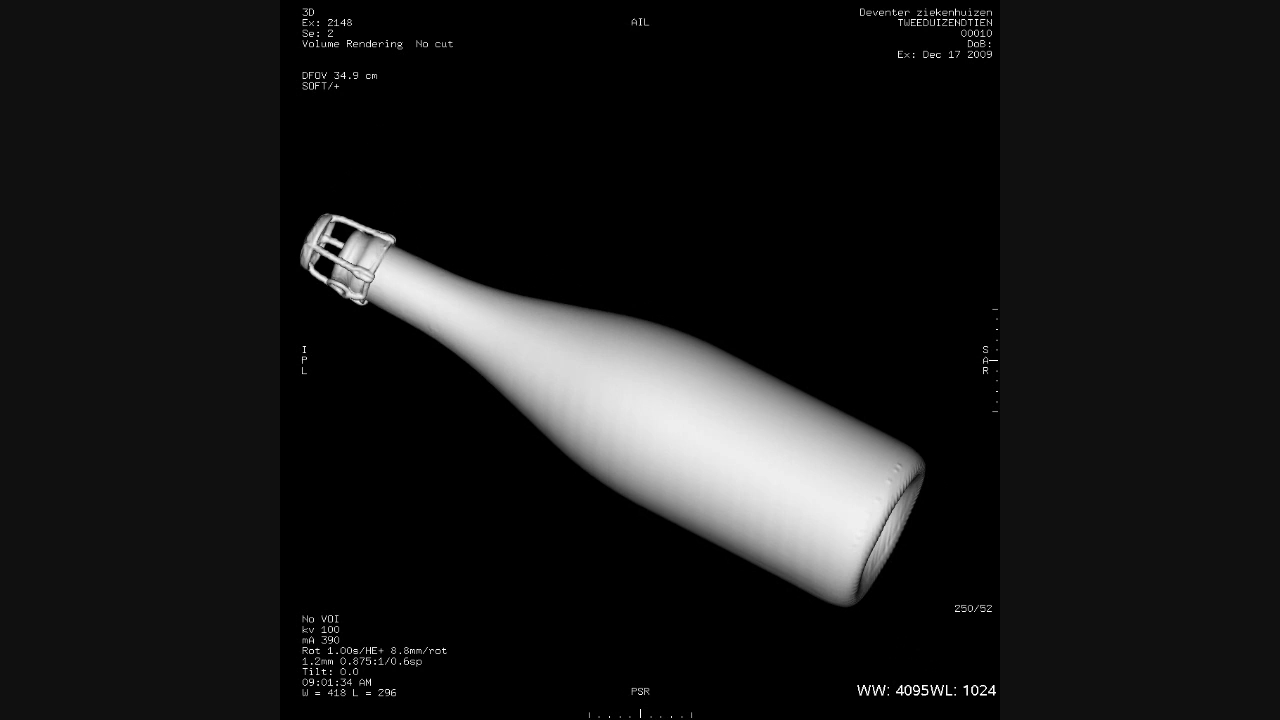 3D
Ex: 2148
Se: 2
Volume Rendering No cut
DFOV 34.9 cm
SOFT/+
AIL
Deventer ziekenhuizen
TWEEDUIZENDTIEN
00010
DoB:
Ex: Dec 17 2009
I
P
L
S
A
R
250/52
No VOI
kv 100
mA 390
Rot 1.00s/HE+ 8.8mm/rot
1.2mm 0.875:1/0.6sp
Tilt: 0.0
09:01:34 AM
W = 418 L = 296
PSR
WW: 4095WL: 1024